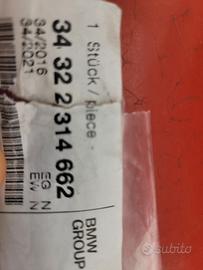 1 Stück / piece
34 32 2 314 662
34/2016 EG N
34/2021 EW N
BMW
GROUP
subito